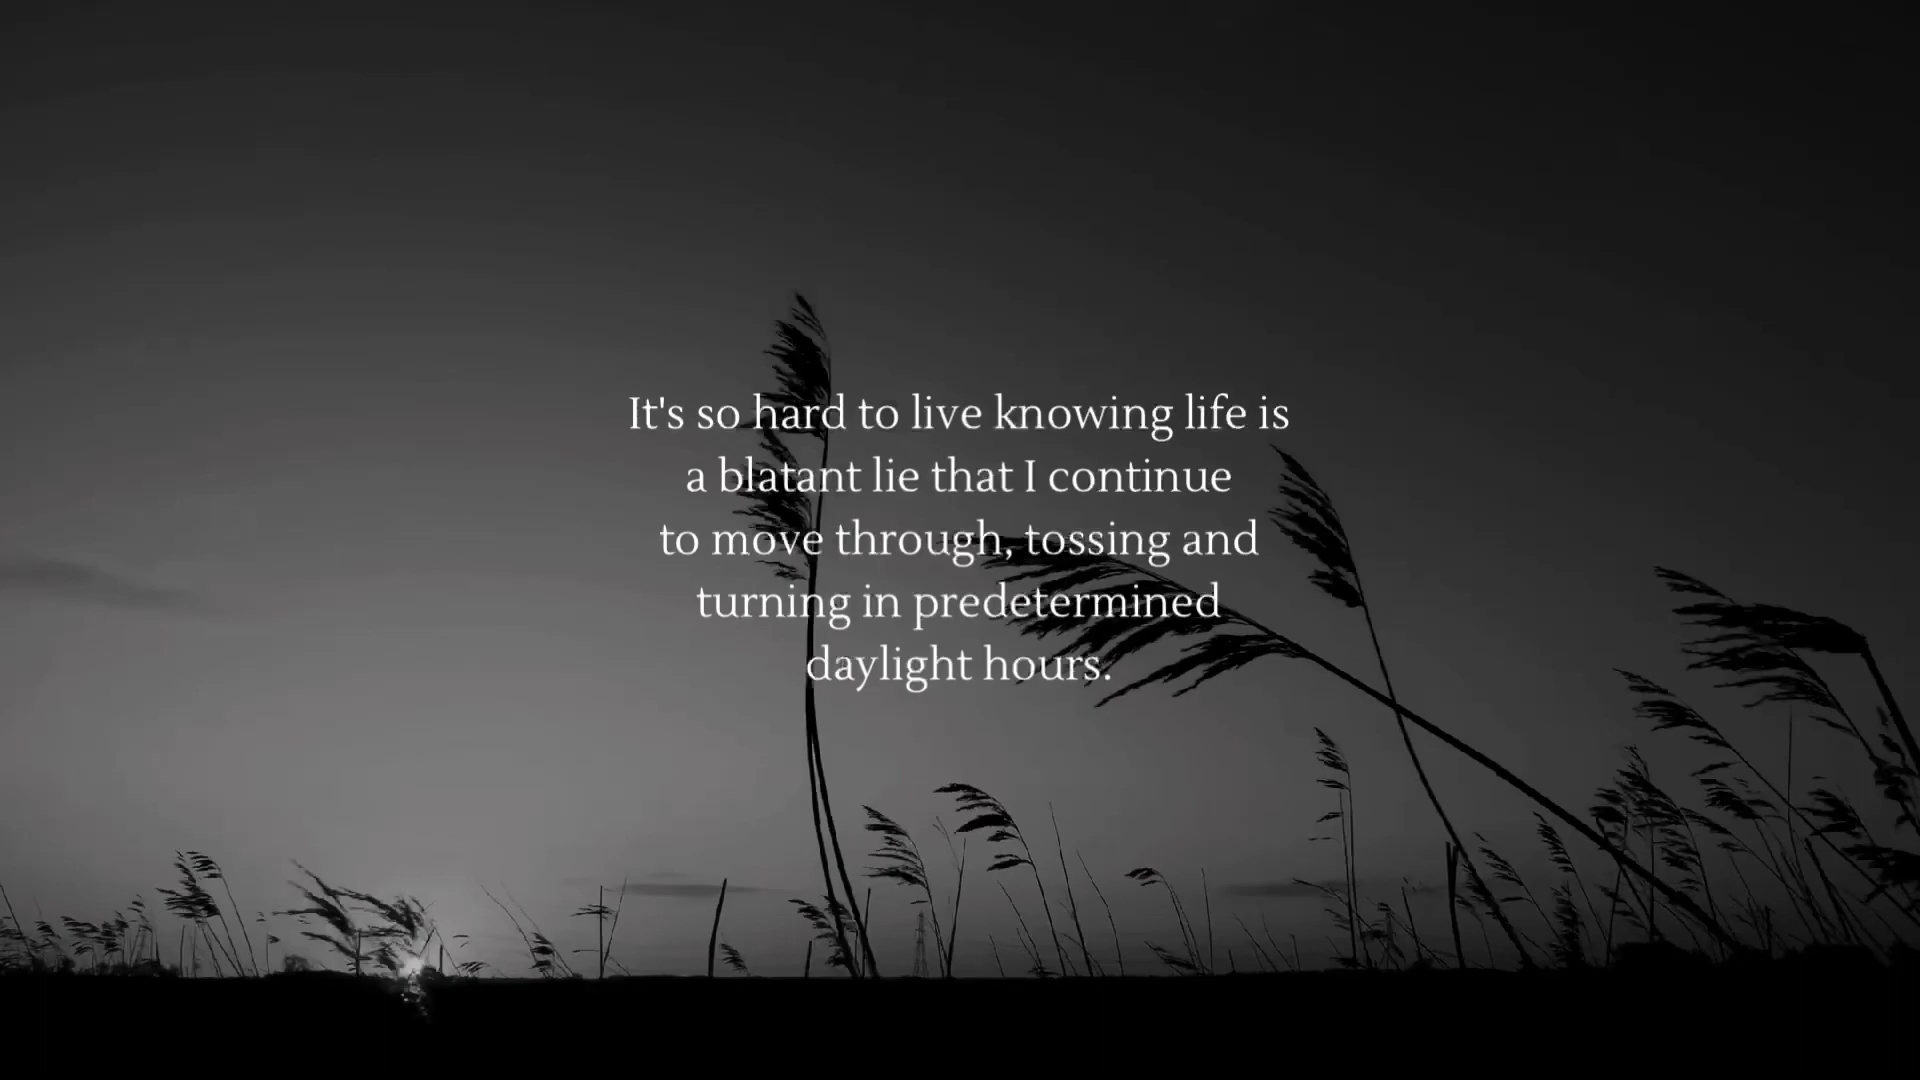 It's so hard to live knowing life is
a blatant lie that I continue
to move through, tossing and
turning in predetermined
daylight hours.